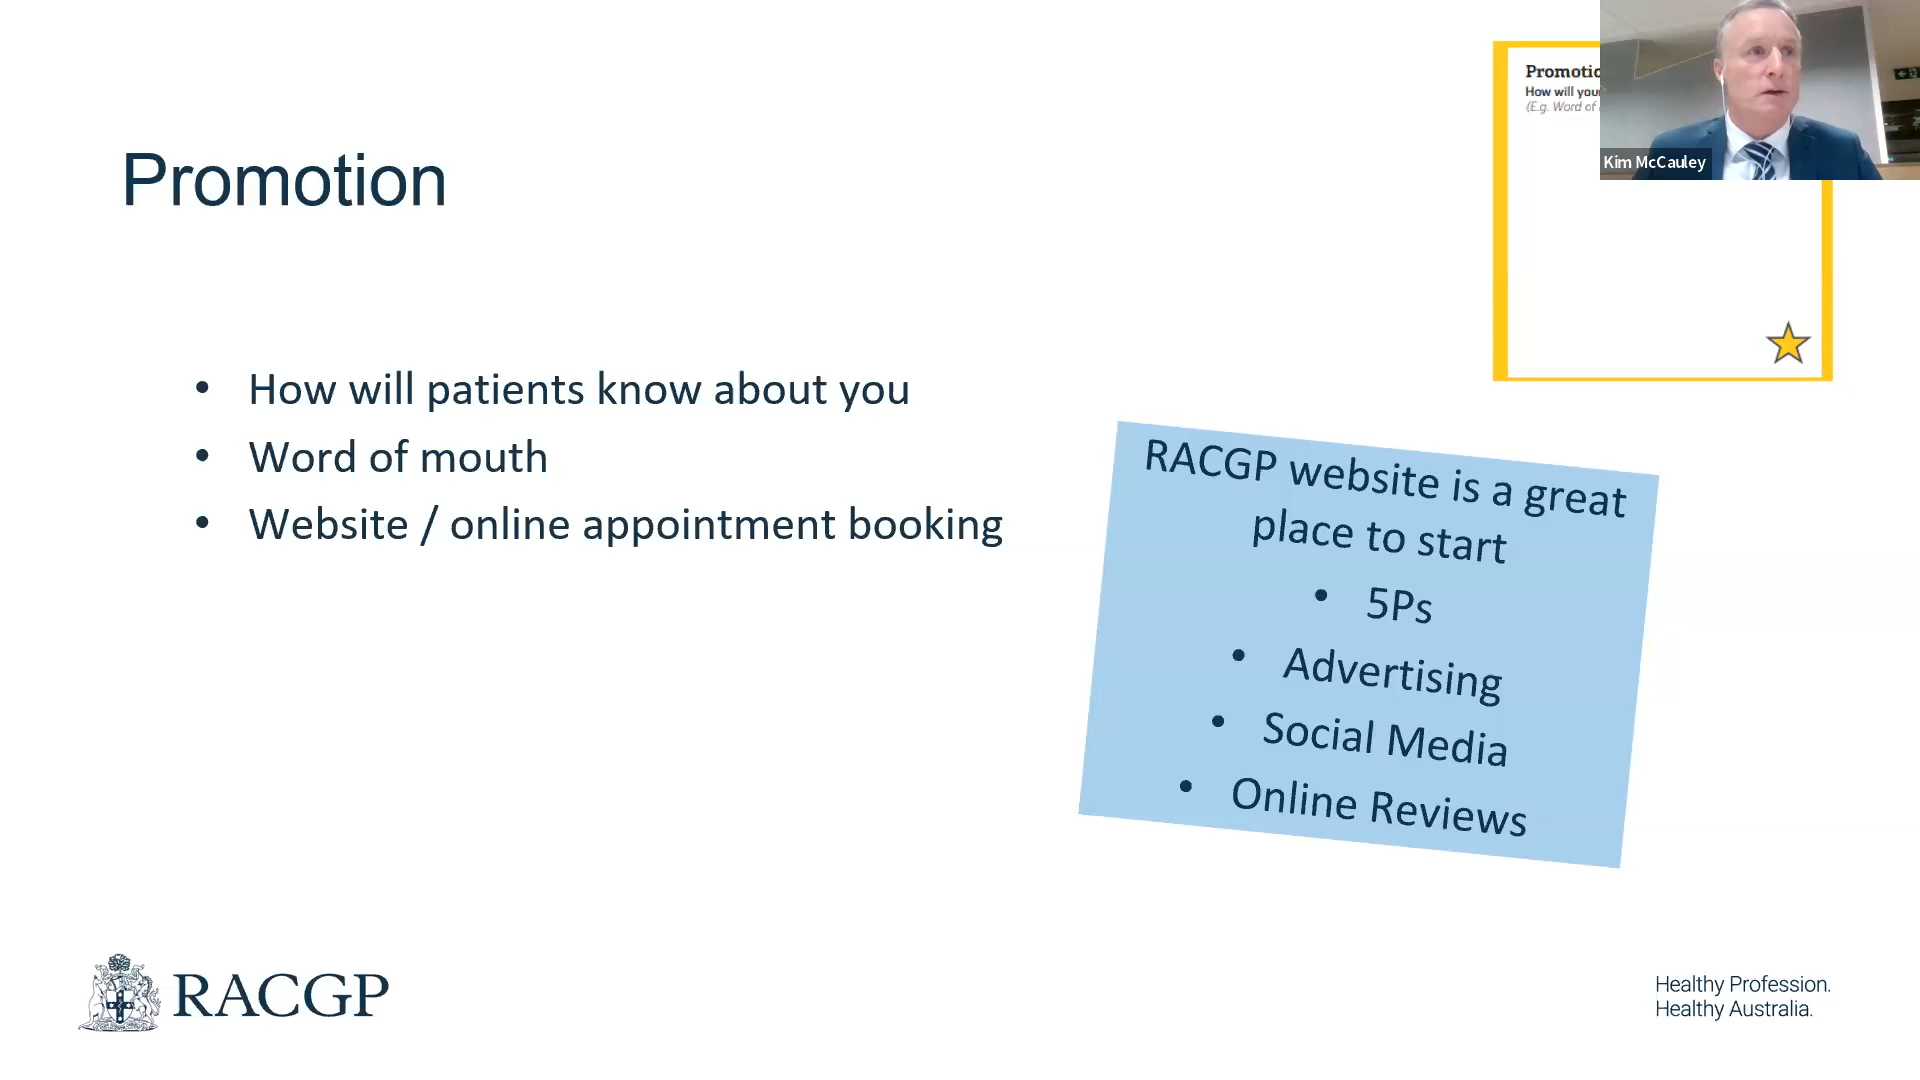 Promotion
How will patients know about you
Word of mouth
Website / online appointment booking
How will your
(E.g. Word of
Kim McCauley
RACGP website is a great
place to start
5Ps
Advertising
Social Media
Online Reviews
RACGP
Healthy Profession.
Healthy Australia.